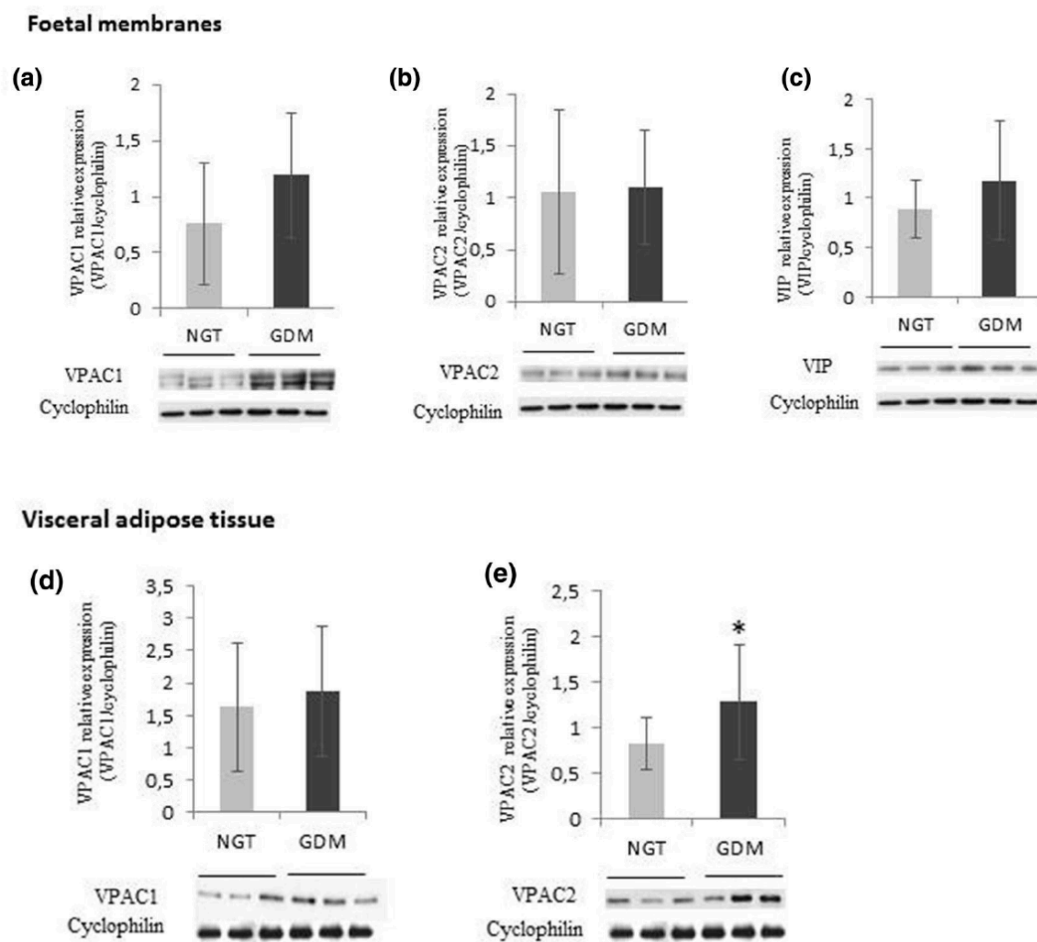 Foetal membranes
(a)
VPAC1 relative expression
(VPAC1/cyclophilin)
2
1,5
1
0,5
0
NGT GDM
VPAC1
Cyclophilin
(b)
VPAC2 relative expression
(VPAC2/cyclophilin)
2
1,5
1
0,5
0
NGT GDM
VPAC2
Cyclophilin
(c)
VIP relative expression
(VIP/cyclophilin)
2
1,5
1
0,5
0
NGT GDM
VIP
Cyclophilin
Visceral adipose tissue
(d)
VPAC1 relative expression
(VPAC1/cyclophilin)
3,5
3
2,5
2
1,5
1
0,5
0
NGT GDM
VPAC1
Cyclophilin
(e)
VPAC2 relative expression
(VPAC2/cyclophilin)
2,5
2
1,5
1
0,5
0
*
NGT GDM
VPAC2
Cyclophilin